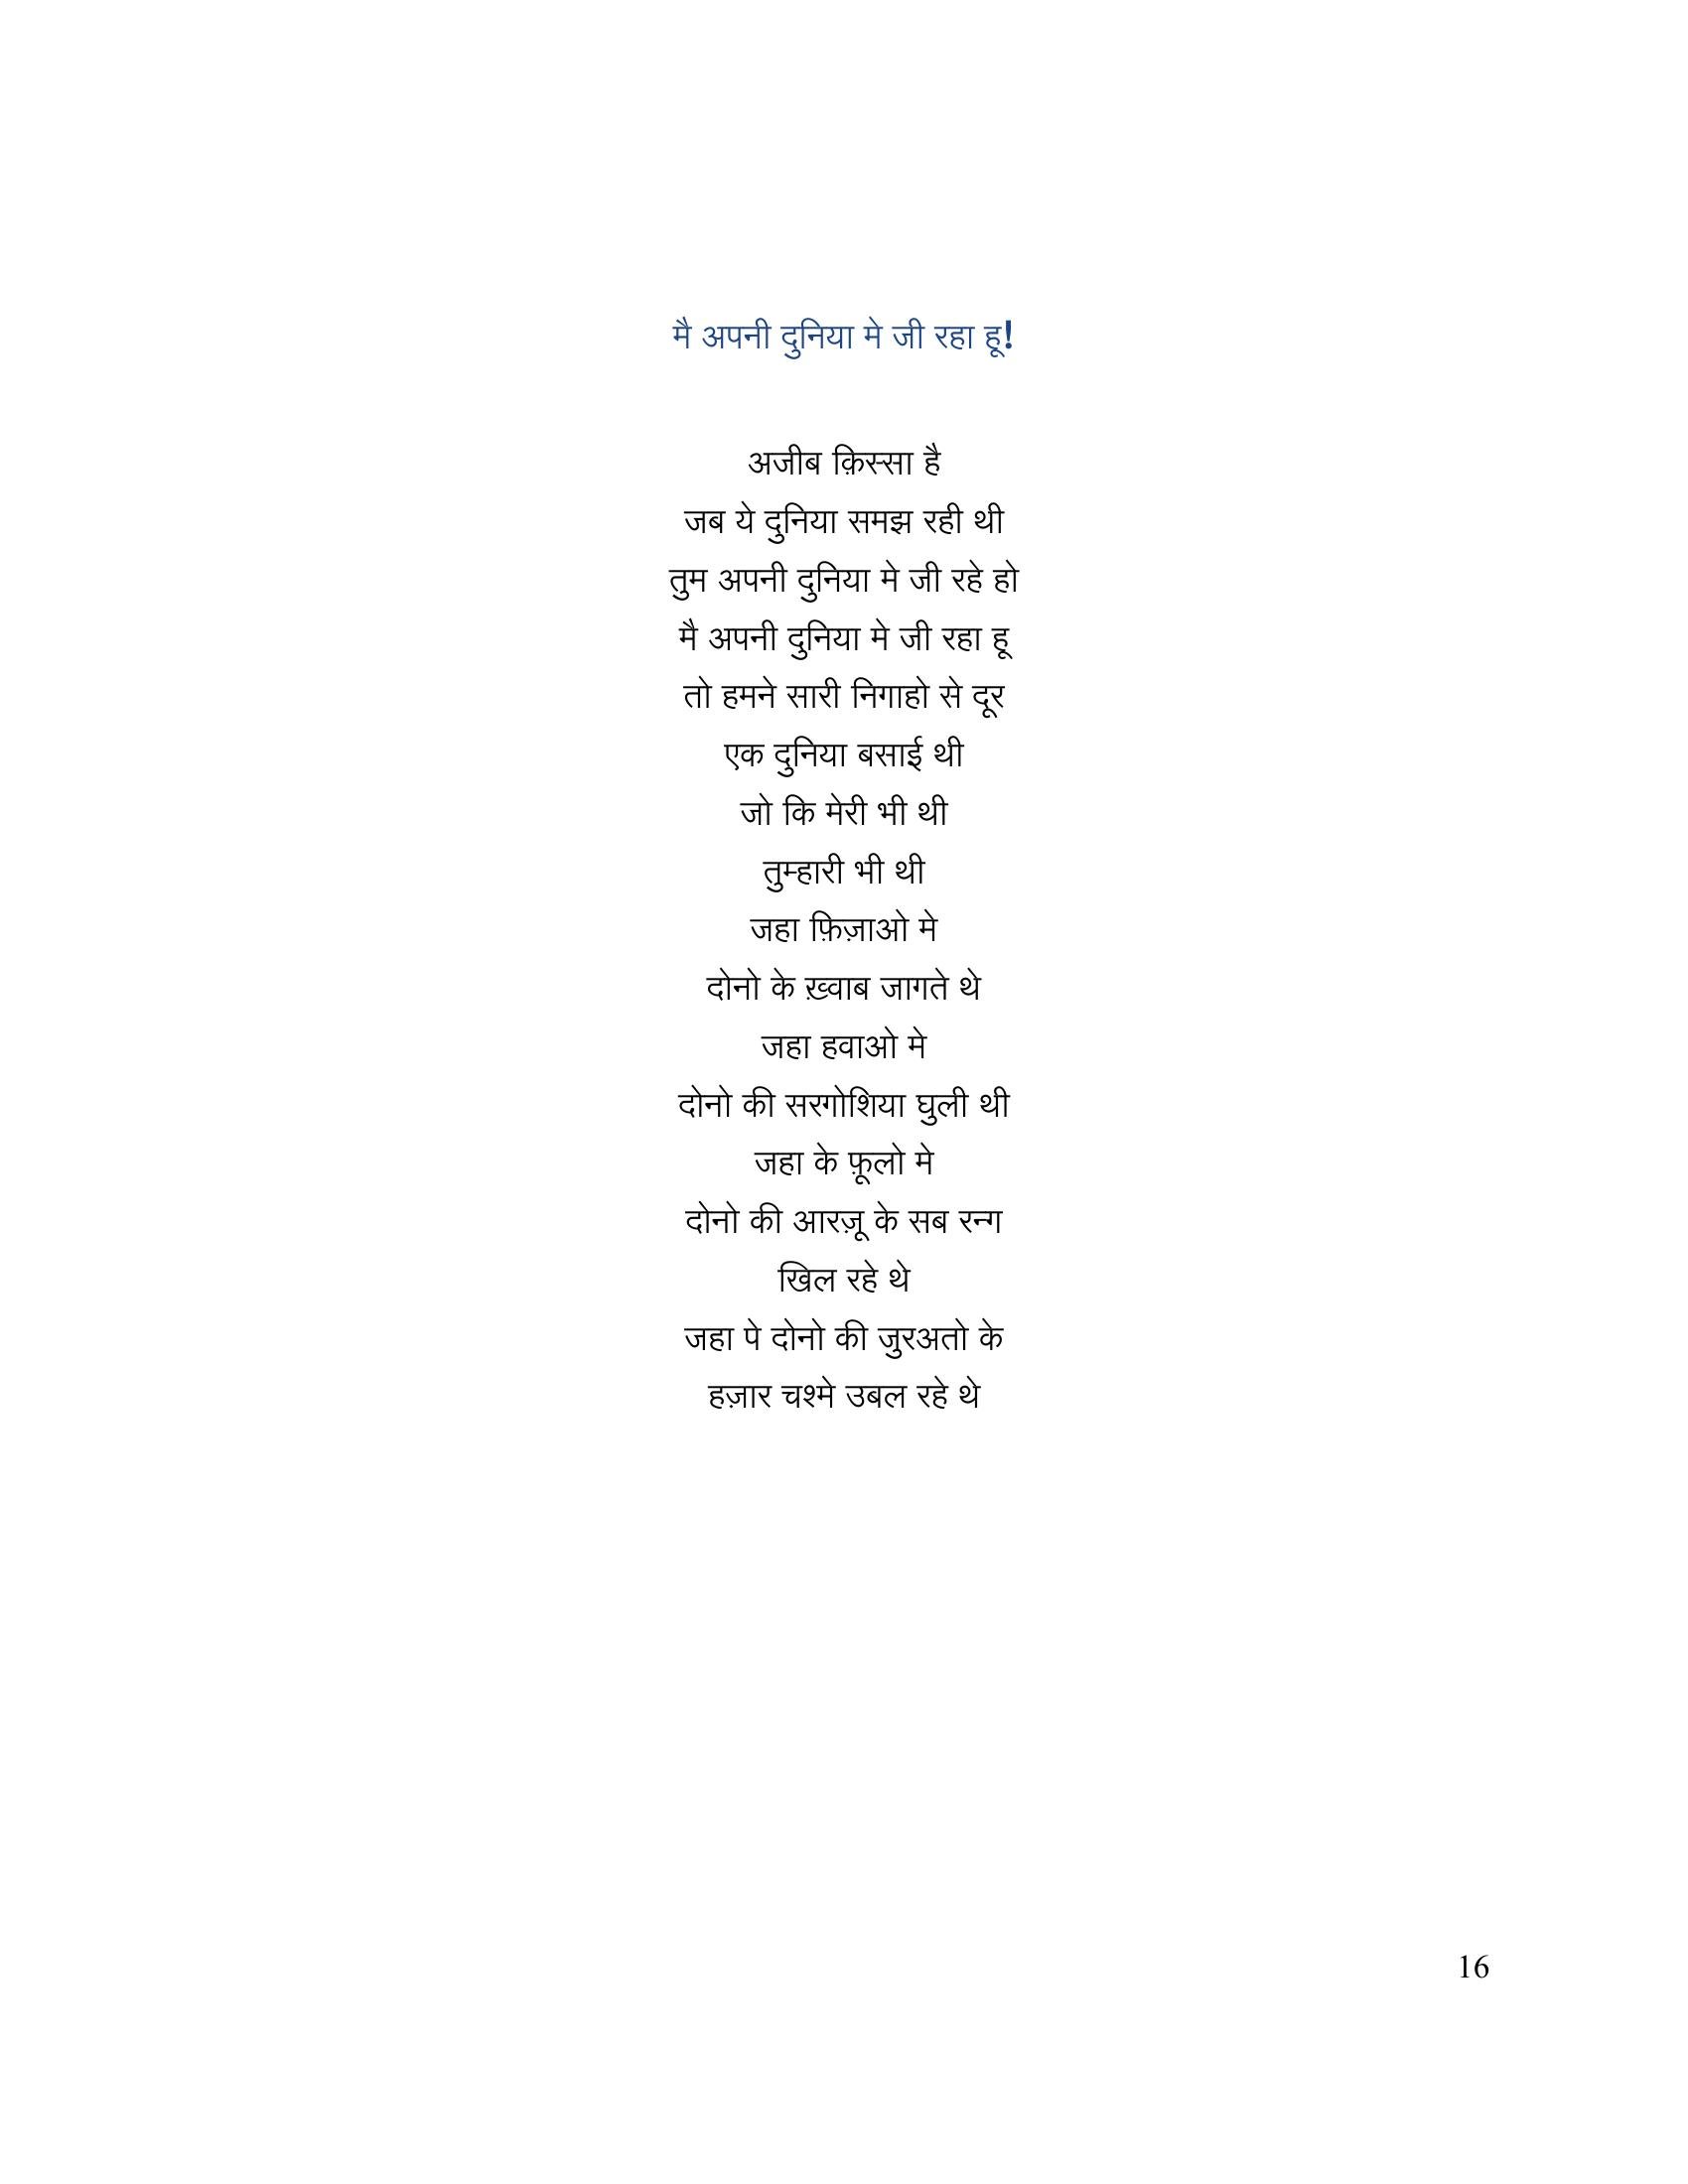 मै अपनी दुनिया मे जी रहा हू!
अजीब क़िस्सा है
जब ये दुनिया समझ रही थी
तुम अपनी दुनिया मे जी रहे हो
मै अपनी दुनिया मे जी रहा हू
तो हमने सारी निगाहो से दूर
एक दुनिया बसाई थी
जो कि मेरी भी थी
तुम्हारी भी थी
जहा फ़िज़ाओ मे
दोनो के ख़्वाब जागते थे
जहा हवाओ मे
दोनो की सरगोशिया घुली थी
जहा के फ़ूलो मे
दोनो की आरज़ू के सब रन्ग
खिल रहे थे
जहा पे दोनो की जुरअतो के
हज़ार चश्मे उबल रहे थे
16